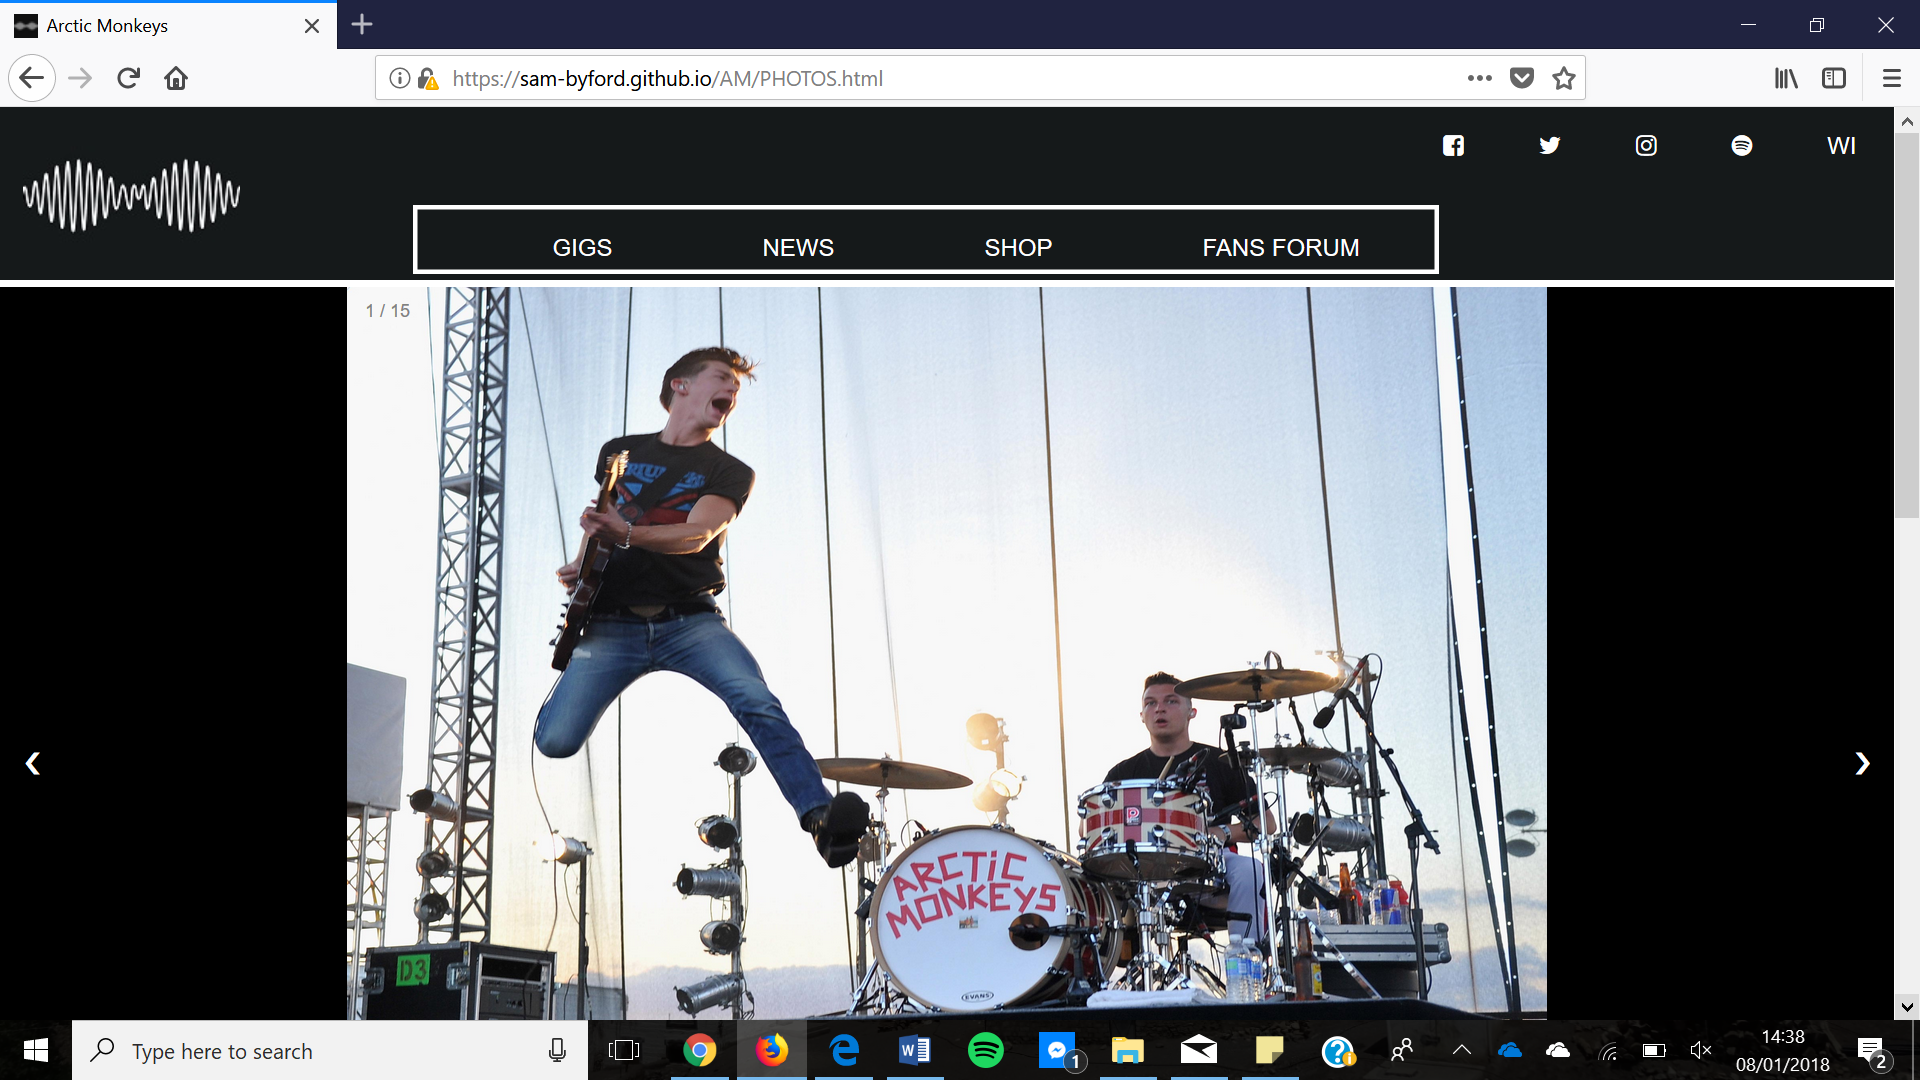 Arctic Monkeys
https://sam-byford.github.io/AM/PHOTOS.html
WI
GIGS
NEWS
SHOP
FANS FORUM
1 / 15
ARCTIC
MONKEYS
EVANS
D3
Type here to search
1
14:38
08/01/2018
2